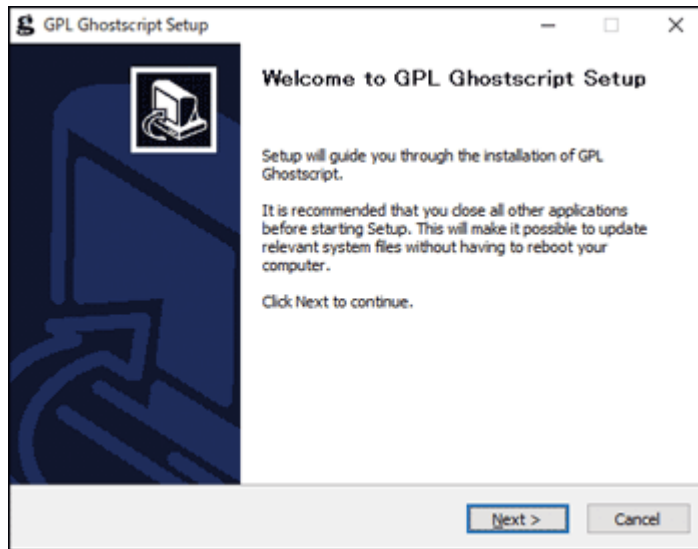 GPL Ghostscript Setup
Welcome to GPL Ghostscript Setup
Setup will guide you through the installation of GPL
Ghostscript.
It is recommended that you close all other applications
before starting Setup. This will make it possible to update
relevant system files without having to reboot your
computer.
Click Next to continue.
Next >
Cancel